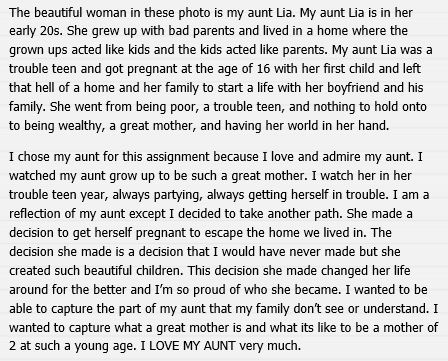 The beautiful woman in these photo is my aunt Lia. My aunt Lia is in her
early 20s. She grew up with bad parents and lived in a home where the
grown ups acted like kids and the kids acted like parents. My aunt Lia was a
trouble teen and got pregnant at the age of 16 with her first child and left
that hell of a home and her family to start a life with her boyfriend and his
family. She went from being poor, a trouble teen, and nothing to hold onto
to being wealthy, a great mother, and having her world in her hand.
I chose my aunt for this assignment because I love and admire my aunt. I
watched my aunt grow up to be such a great mother. I watch her in her
trouble teen year, always partying, always getting herself in trouble. I am a
reflection of my aunt except I decided to take another path. She made a
decision to get herself pregnant to escape the home we lived in. The
decision she made is a decision that I would have never made but she
created such beautiful children. This decision she made changed her life
around for the better and I'm so proud of who she became. I wanted to be
able to capture the part of my aunt that my family don't see or understand. I
wanted to capture what a great mother is and what its like to be a mother of
2 at such a young age. I LOVE MY AUNT very much.